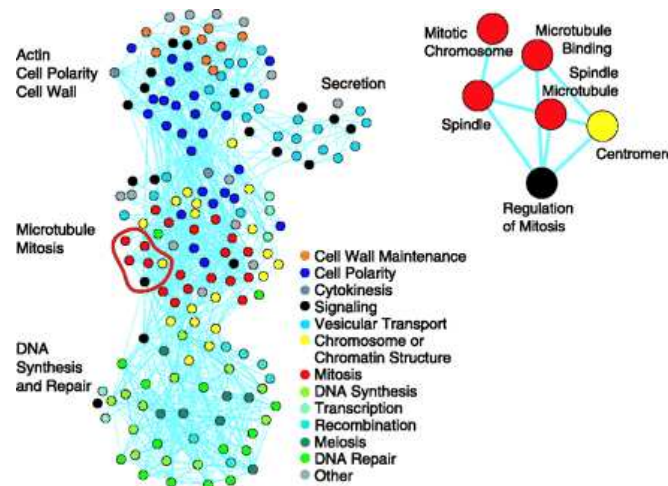 Actin
Cell Polarity
Cell Wall
Secretion
Microtubule
Mitosis
DNA
Synthesis
and Repair
Cell Wall Maintenance
Cell Polarity
Cytokinesis
Signaling
Vesicular Transport
Chromosome or
Chromatin Structure
Mitosis
DNA Synthesis
Transcription
Recombination
Meiosis
DNA Repair
Other
Mitotic
Chromosome
Microtubule
Binding
Spindle
Microtubule
Spindle
Centromen
Regulation
of Mitosis